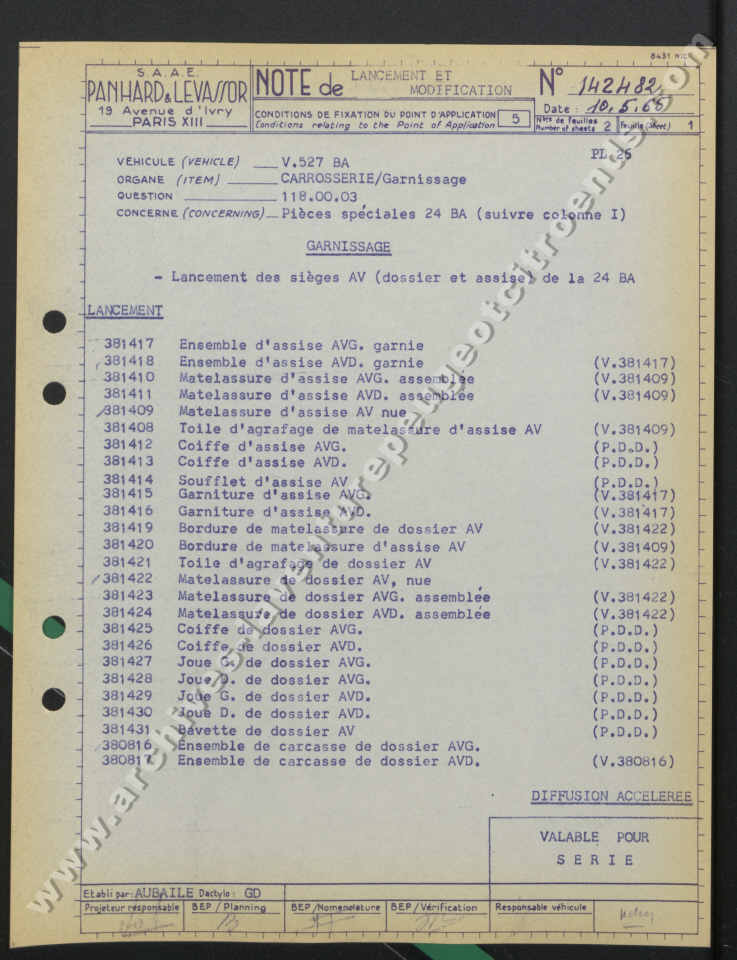 S.A.A.E.
PANHARD & LEVASSOR
19 Avenue d'Ivry
PARIS XIII
NOTE de LANCEMENT ET MODIFICATION
CONDITIONS DE FIXATION DU POINT D'APPLICATION 5
Conditions relating to the Point of Application
N° 142482
Date : 10.5.65
Nbre de feuilles
Number of sheets 2
Feuille (Sheet) 1
PL 26
VÉHICULE (VEHICLE) V.527 BA
ORGANE (ITEM) CARROSSERIE/Garnissage
QUESTION 118.00.03
CONCERNE (CONCERNING) Pièces spéciales 24 BA (suivre colonne I)
GARNISSAGE
- Lancement des sièges AV (dossier et assise) de la 24 BA
LANCEMENT
381417 Ensemble d'assise AVG. garnie
381418 Ensemble d'assise AVD. garnie (V.381417)
381410 Matelassure d'assise AVG. assemblée (V.381409)
381411 Matelassure d'assise AVD. assemblée (V.381409)
381409 Matelassure d'assise AV nue
381408 Toile d'agrafage de matelassure d'assise AV (V.381409)
381412 Coiffe d'assise AVG. (P.D.D.)
381413 Coiffe d'assise AVD. (P.D.D.)
381414 Soufflet d'assise AV (P.D.D.)
381415 Garniture d'assise AVG. (V.381417)
381416 Garniture d'assise AVD. (V.381417)
381419 Bordure de matelassure de dossier AV (V.381422)
381420 Bordure de matelassure d'assise AV (V.381409)
381421 Toile d'agrafage de dossier AV (V.381422)
381422 Matelassure de dossier AV, nue
381423 Matelassure de dossier AVG. assemblée (V.381422)
381424 Matelassure de dossier AVD. assemblée (V.381422)
381425 Coiffe de dossier AVG. (P.D.D.)
381426 Coiffe de dossier AVD. (P.D.D.)
381427 Joue G. de dossier AVG. (P.D.D.)
381428 Joue D. de dossier AVG. (P.D.D.)
381429 Joue G. de dossier AVD. (P.D.D.)
381430 Joue D. de dossier AVD. (P.D.D.)
381431 Bavette de dossier AV (P.D.D.)
380816 Ensemble de carcasse de dossier AVG.
380817 Ensemble de carcasse de dossier AVD. (V.380816)
DIFFUSION ACCELEREE
VALABLE POUR
SERIE
Etabli par: AUBAILE Dactylo: GD
Projeteur responsable
BEP / Planning
BEP / Nomenclature
BEP / Vérification
Responsable véhicule
www.archives-laventurepeugeotcitroends.com